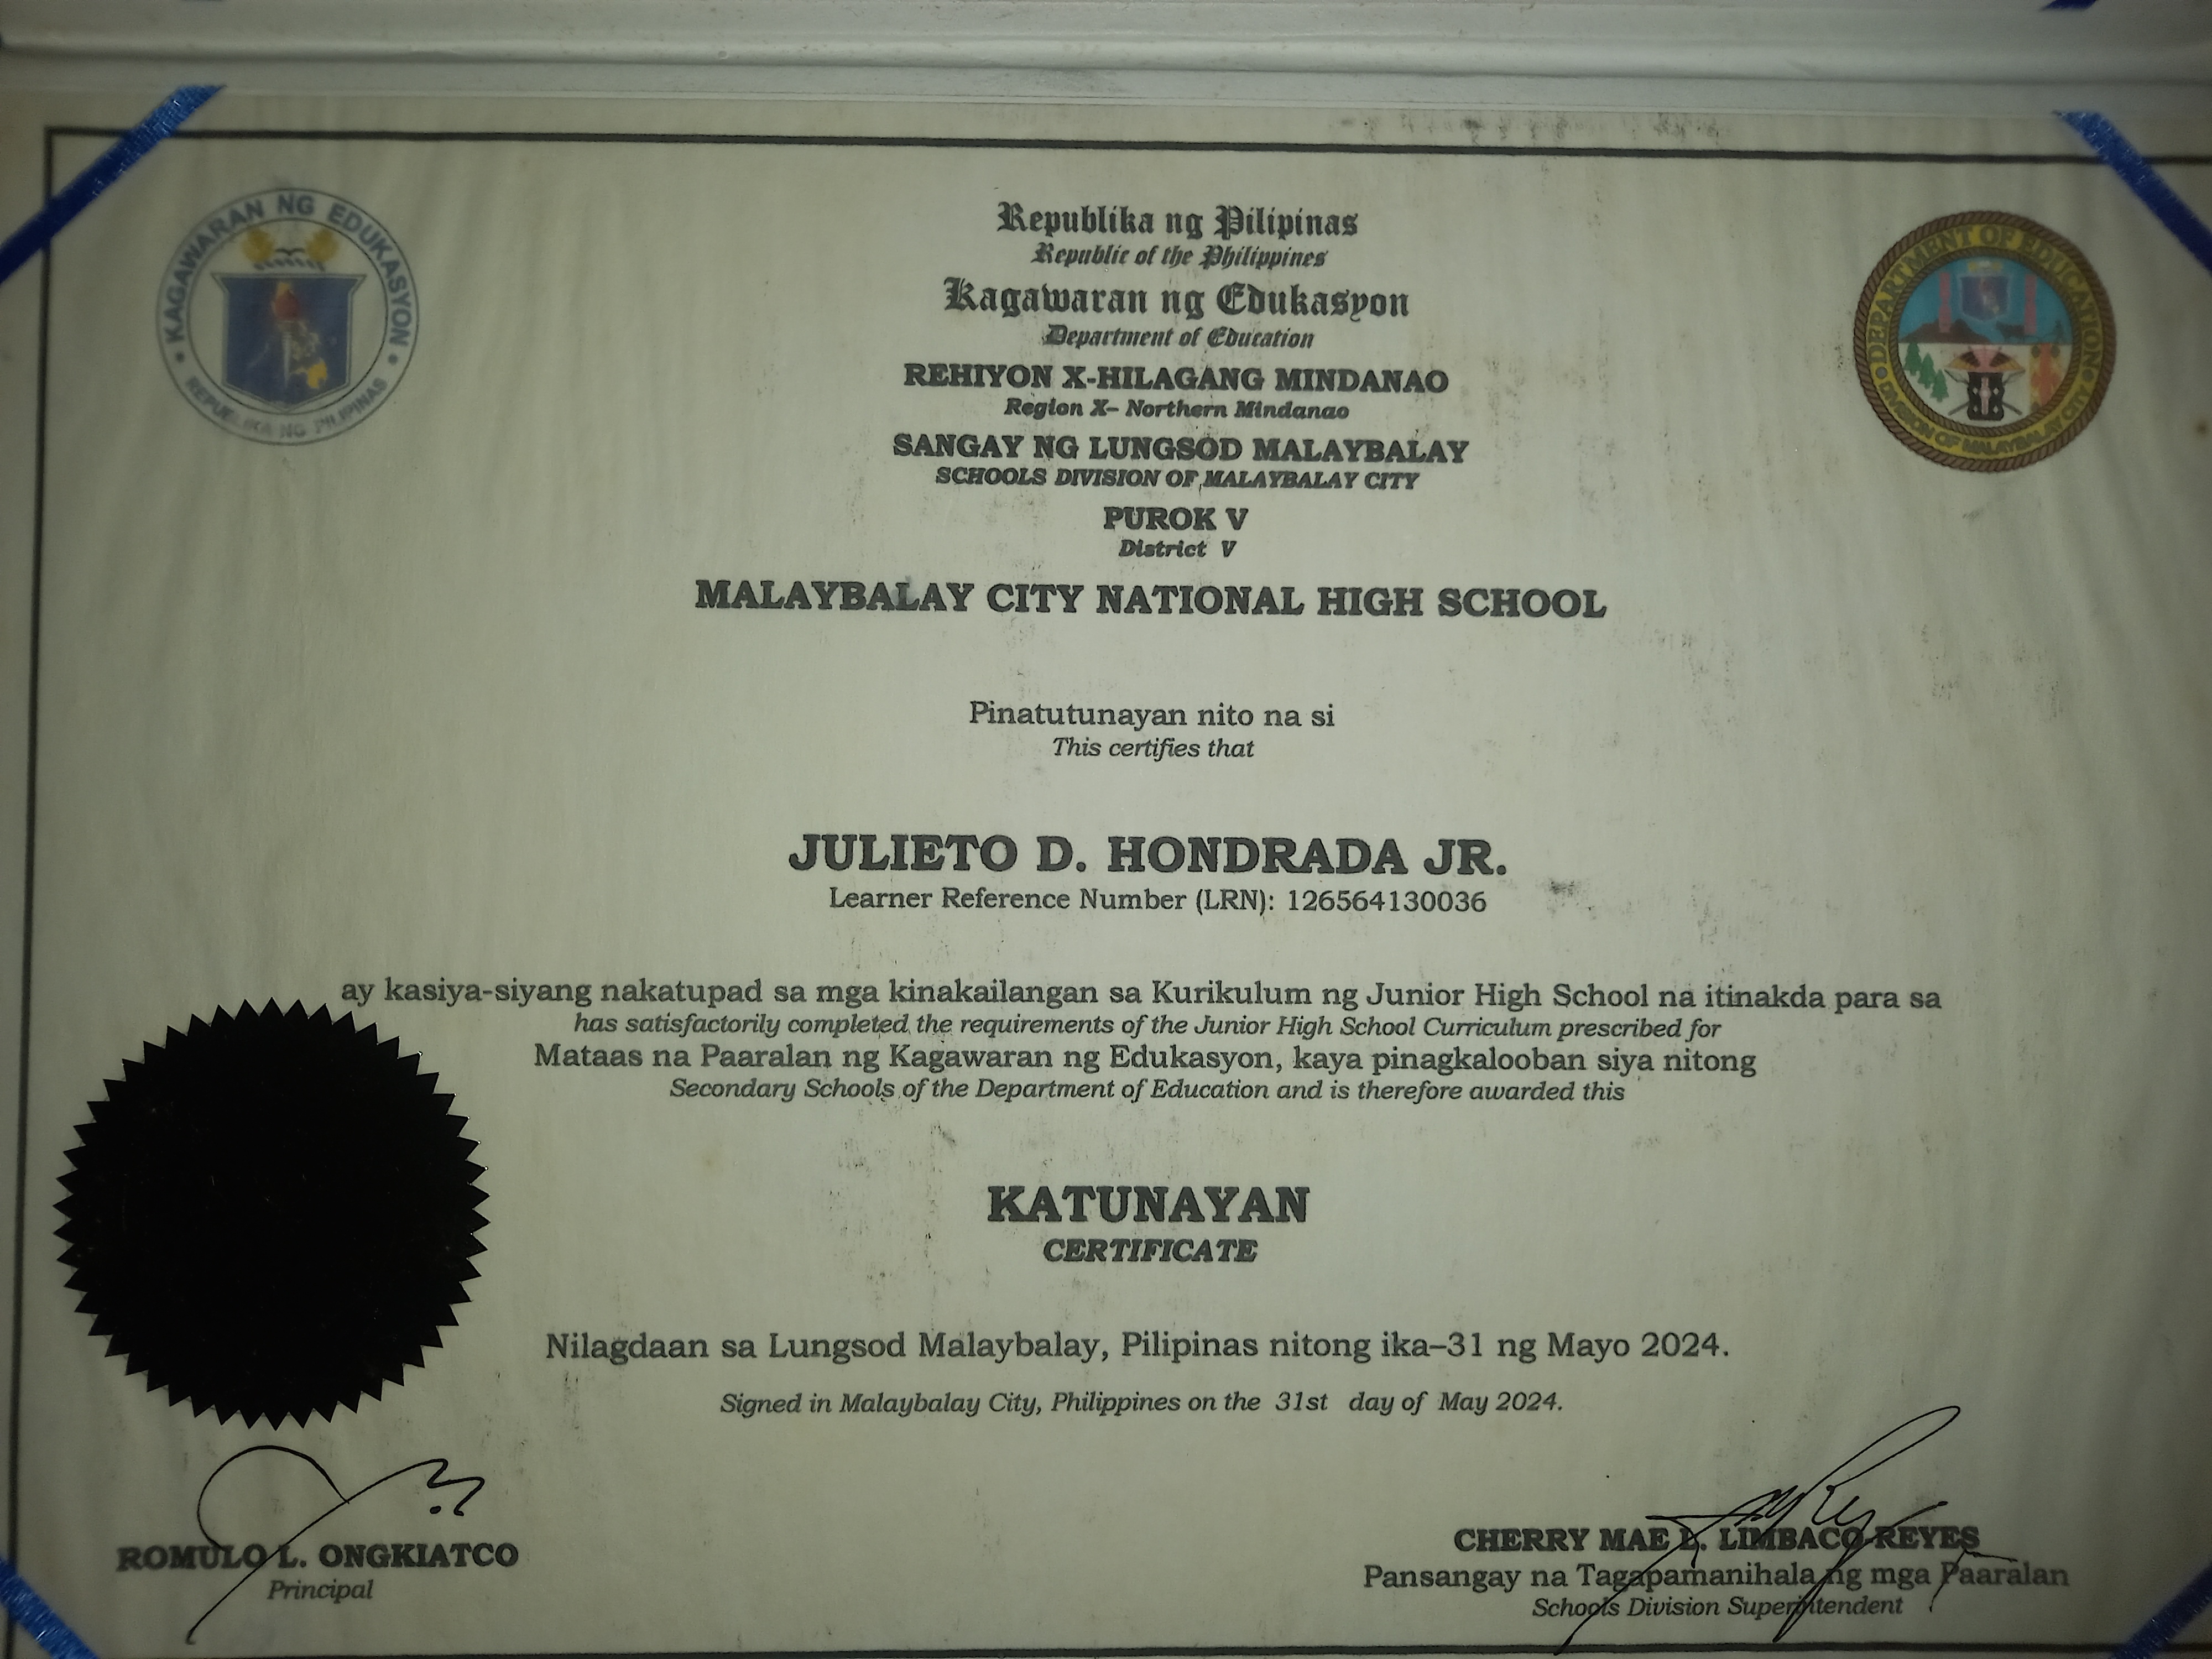 Republika ng Pilipinas
Republic of the Philippines
Kagawaran ng Edukasyon
Department of Education
REHIYON X-HILAGANG MINDANAO
Region X- Northern Mindanao
SANGAY NG LUNGSOD MALAYBALAY
SCHOOLS DIVISION OF MALAYBALAY CITY
PUROK V
District V
KAGAWARAN NG EDUKASYON
REPUBLIKA NG PILIPINAS
DEPARTMENT OF EDUCATION
DIVISION OF MALAYBALAY CITY
MALAYBALAY CITY NATIONAL HIGH SCHOOL
Pinatutunayan nito na si
This certifies that
JULIETO D. HONDRADA JR.
Learner Reference Number (LRN): 126564130036
ay kasiya-siyang nakatupad sa mga kinakailangan sa Kurikulum ng Junior High School na itinakda para sa
has satisfactorily completed the requirements of the Junior High School Curriculum prescribed for
Mataas na Paaralan ng Kagawaran ng Edukasyon, kaya pinagkalooban siya nitong
Secondary Schools of the Department of Education and is therefore awarded this
KATUNAYAN
CERTIFICATE
Nilagdaan sa Lungsod Malaybalay, Pilipinas nitong ika–31 ng Mayo 2024.
Signed in Malaybalay City, Philippines on the 31st day of May 2024.
ROMULO L. ONGKIATCO
Principal
CHERRY MAE L. LIMBACO-REYES
Pansangay na Tagapamanihala ng mga Paaralan
Schools Division Superintendent